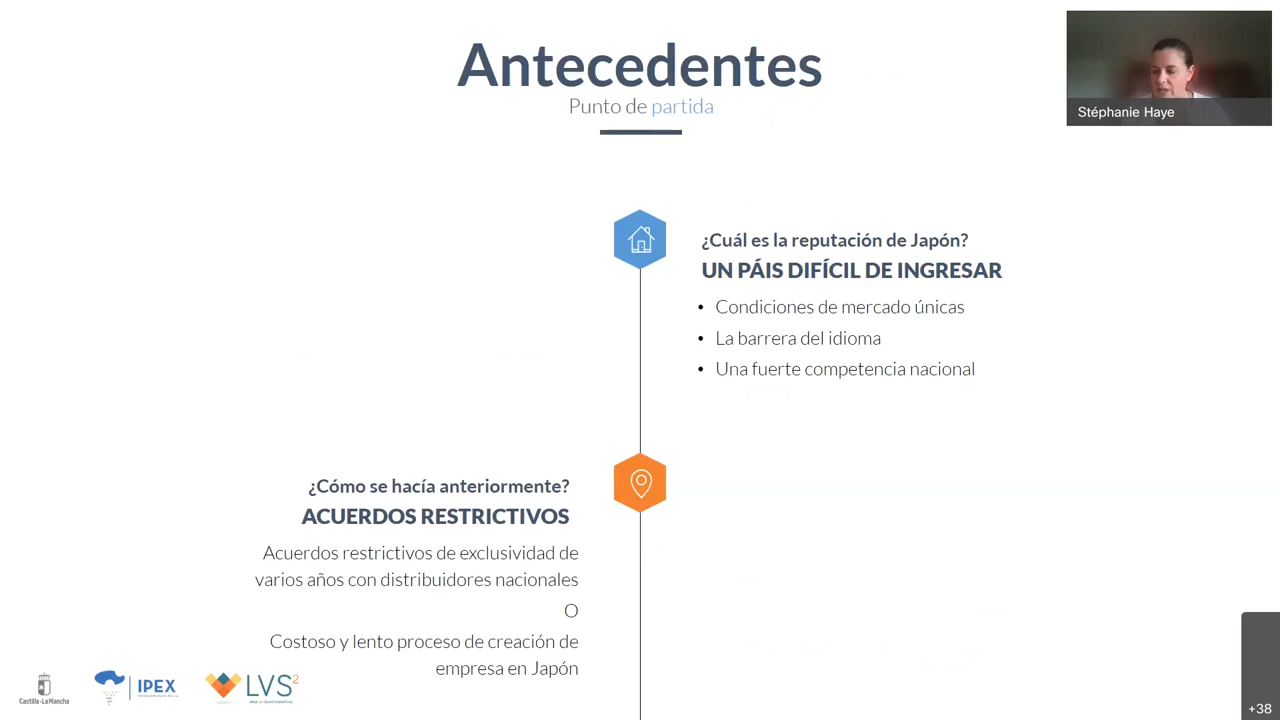 Antecedentes
Punto de partida
Stéphanie Haye
¿Cuál es la reputación de Japón?
UN PÁIS DIFÍCIL DE INGRESAR
• Condiciones de mercado únicas
• La barrera del idioma
• Una fuerte competencia nacional
¿Cómo se hacía anteriormente?
ACUERDOS RESTRICTIVOS
Acuerdos restrictivos de exclusividad de
varios años con distribuidores nacionales
O
Costoso y lento proceso de creación de
empresa en Japón
Castilla-La Mancha
IPEX
LVS2
+38